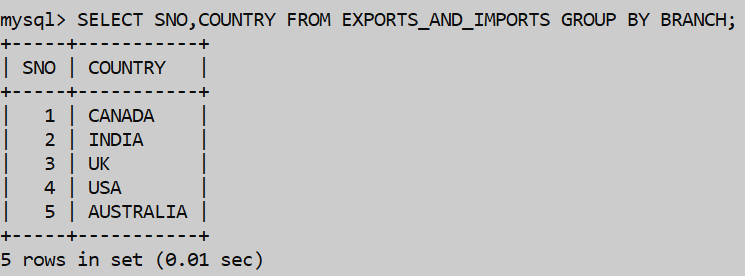 mysql> SELECT SNO,COUNTRY FROM EXPORTS_AND_IMPORTS GROUP BY BRANCH;
+-----+-----------+
| SNO | COUNTRY   |
+-----+-----------+
|   1 | CANADA    |
|   2 | INDIA     |
|   3 | UK        |
|   4 | USA       |
|   5 | AUSTRALIA |
+-----+-----------+
5 rows in set (0.01 sec)